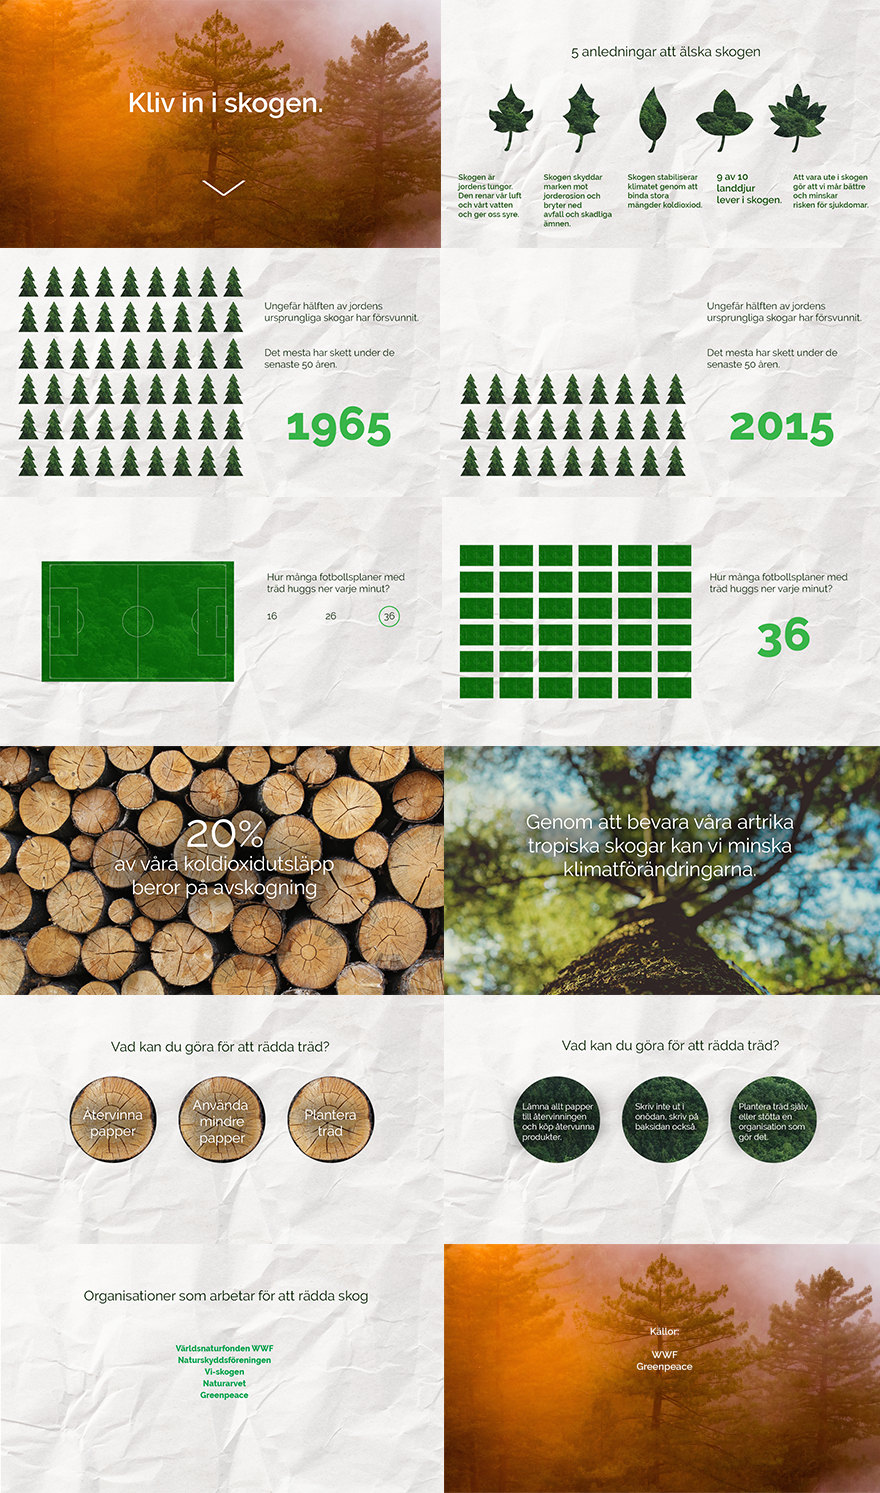 Kliv in i skogen.
5 anledningar att älska skogen
Skogen är
jordens lungor.
Den renar vår luft
och vårt vatten
och ger oss syre.
Skogen skyddar
marken mot
jorderosion och
bryter ned
avfall och skadliga
ämnen.
Skogen stabiliserar
klimatet genom att
binda stora
mängder koldioxid.
9 av 10
landdjur
lever i skogen.
Att vara ute i skogen
gör att vi mår bättre
och minskar
risken för sjukdomar.
Ungefär hälften av jordens
ursprungliga skogar har försvunnit.
Det mesta har skett under de
senaste 50 åren.
1965
Ungefär hälften av jordens
ursprungliga skogar har försvunnit.
Det mesta har skett under de
senaste 50 åren.
2015
Hur många fotbollsplaner med
träd huggs ner varje minut?
16 26 36
Hur många fotbollsplaner med
träd huggs ner varje minut?
36
20%
av våra koldioxidutsläpp
beror på avskogning
Genom att bevara våra artrika
tropiska skogar kan vi minska
klimatförändringarna.
Vad kan du göra för att rädda träd?
Återvinna
papper
Använda
mindre
papper
Plantera
träd
Vad kan du göra för att rädda träd?
Lämna allt papper
till återvinningen
och köp återvunna
produkter.
Skriv inte ut i
onödan, skriv på
baksidan också.
Plantera träd själv
eller stötta en
organisation som
gör det.
Organisationer som arbetar för att rädda skog
Världsnaturfonden WWF
Naturskyddsföreningen
Vi-skogen
Naturarvet
Greenpeace
Källor:
WWF
Greenpeace